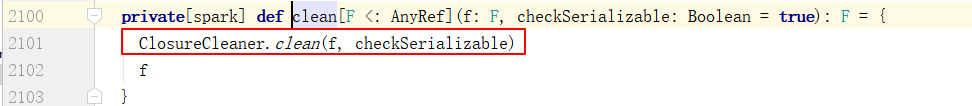 2100 private[spark] def clean[F <: AnyRef](f: F, checkSerializable: Boolean = true): F = {
2101 ClosureCleaner.clean(f, checkSerializable)
2102 f
2103 }